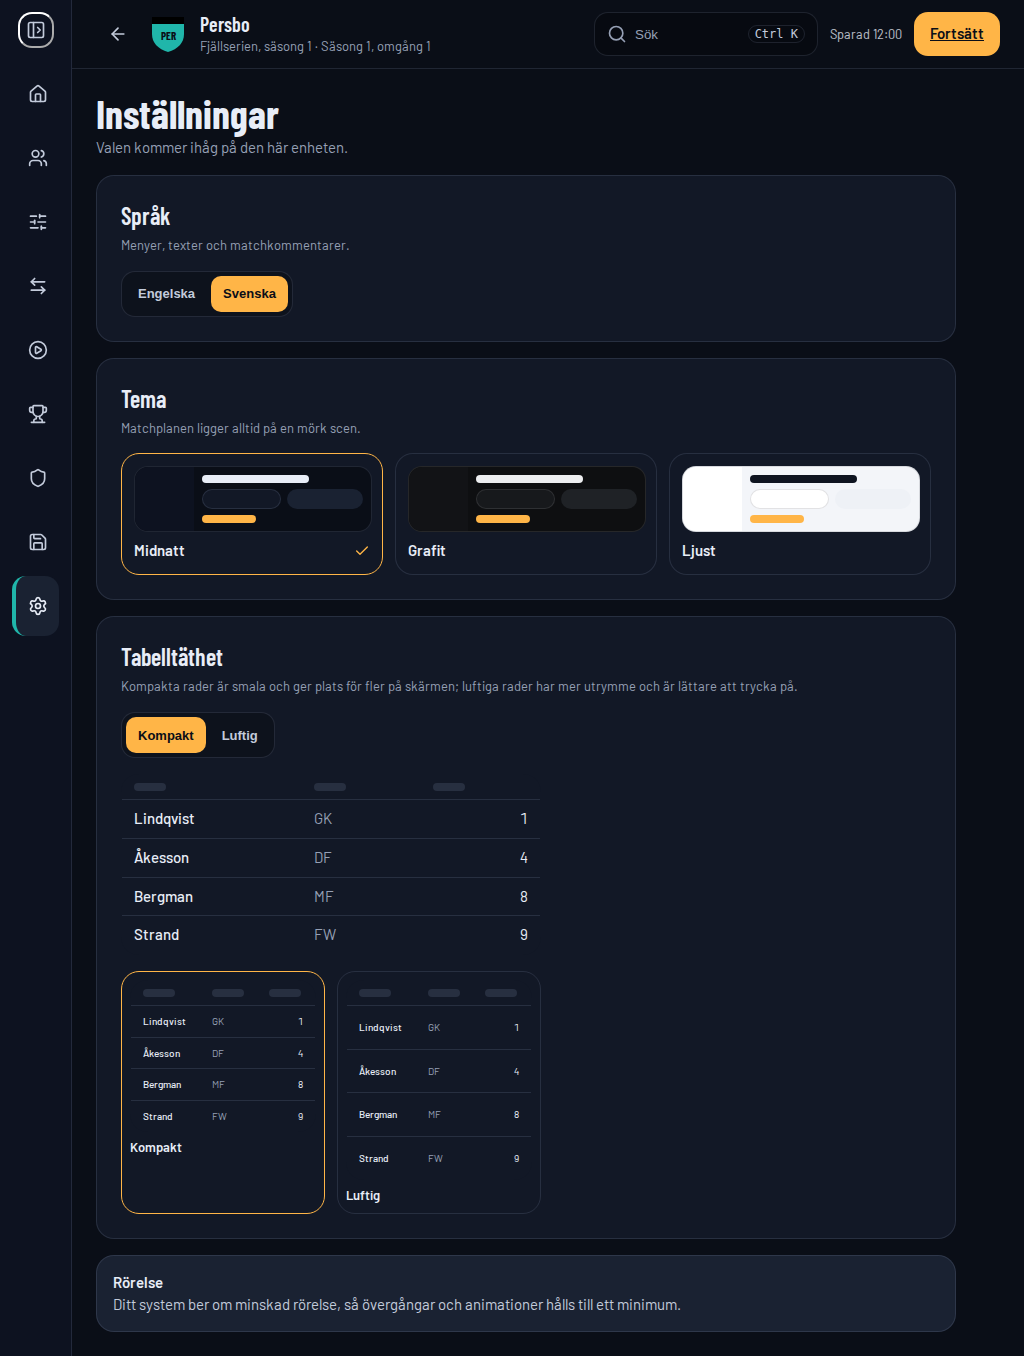 PER
Persbo
Fjällserien, säsong 1 · Säsong 1, omgång 1
Sök
Ctrl K
Sparad 12:00
Fortsätt
Inställningar
Valen kommer ihåg på den här enheten.
Språk
Menyer, texter och matchkommentarer.
Engelska
Svenska
Tema
Matchplanen ligger alltid på en mörk scen.
Midnatt
Grafit
Ljust
Tabelltäthet
Kompakta rader är smala och ger plats för fler på skärmen; luftiga rader har mer utrymme och är lättare att trycka på.
Kompakt
Luftig
Lindqvist GK 1
Åkesson DF 4
Bergman MF 8
Strand FW 9
Lindqvist GK 1
Åkesson DF 4
Bergman MF 8
Strand FW 9
Kompakt
Lindqvist GK 1
Åkesson DF 4
Bergman MF 8
Strand FW 9
Luftig
Rörelse
Ditt system ber om minskad rörelse, så övergångar och animationer hålls till ett minimum.